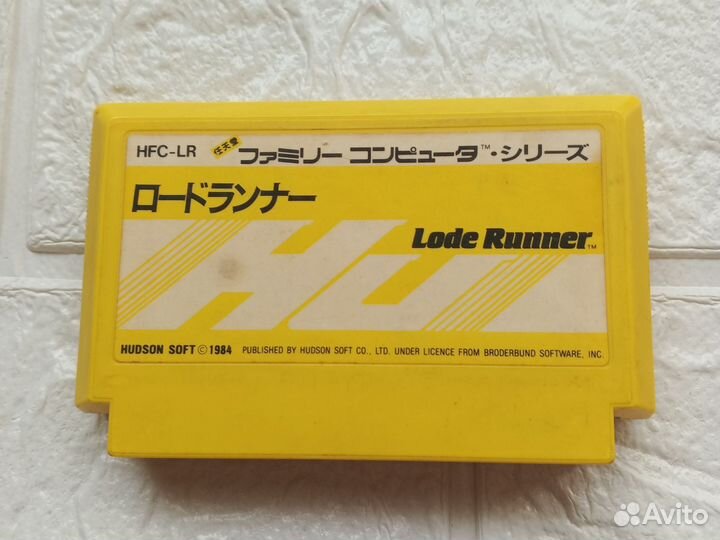 HFC-LR 任天堂 ファミリー コンピュータ™・シリーズ
ロードランナー
Lode Runner™
HU
HUDSON SOFT © 1984 PUBLISHED BY HUDSON SOFT CO., LTD. UNDER LICENCE FROM BRODERBUND SOFTWARE, INC.
Avito